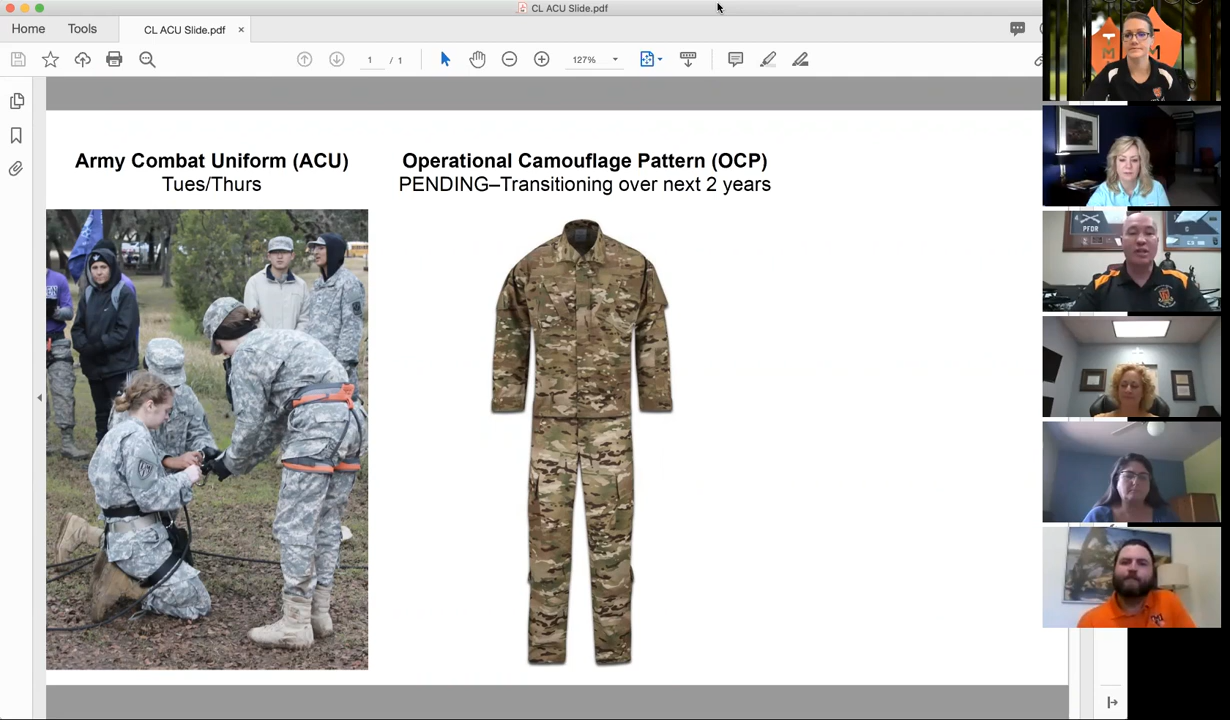 CL ACU Slide.pdf
Home
Tools
CL ACU Slide.pdf
1 / 1
127%
Army Combat Uniform (ACU)
Tues/Thurs
Operational Camouflage Pattern (OCP)
PENDING–Transitioning over next 2 years
PFDR